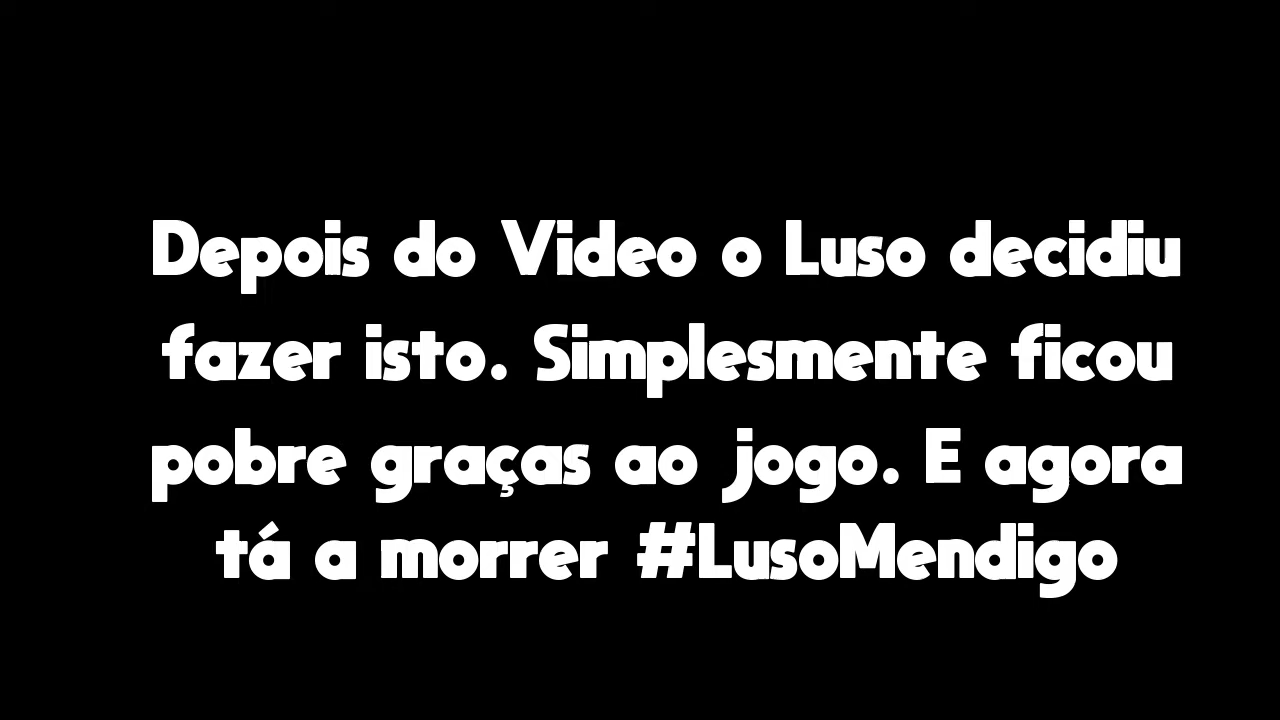 Depois do Video o Luso decidiu
fazer isto. Simplesmente ficou
pobre graças ao jogo. E agora
tá a morrer #LusoMendigo